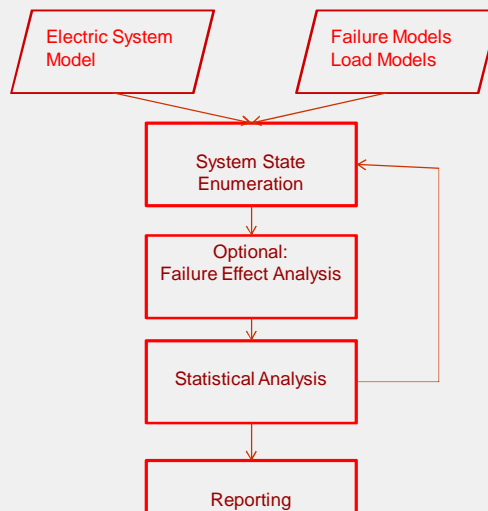 Electric System
Model
Failure Models
Load Models
System State
Enumeration
Optional:
Failure Effect Analysis
Statistical Analysis
Reporting